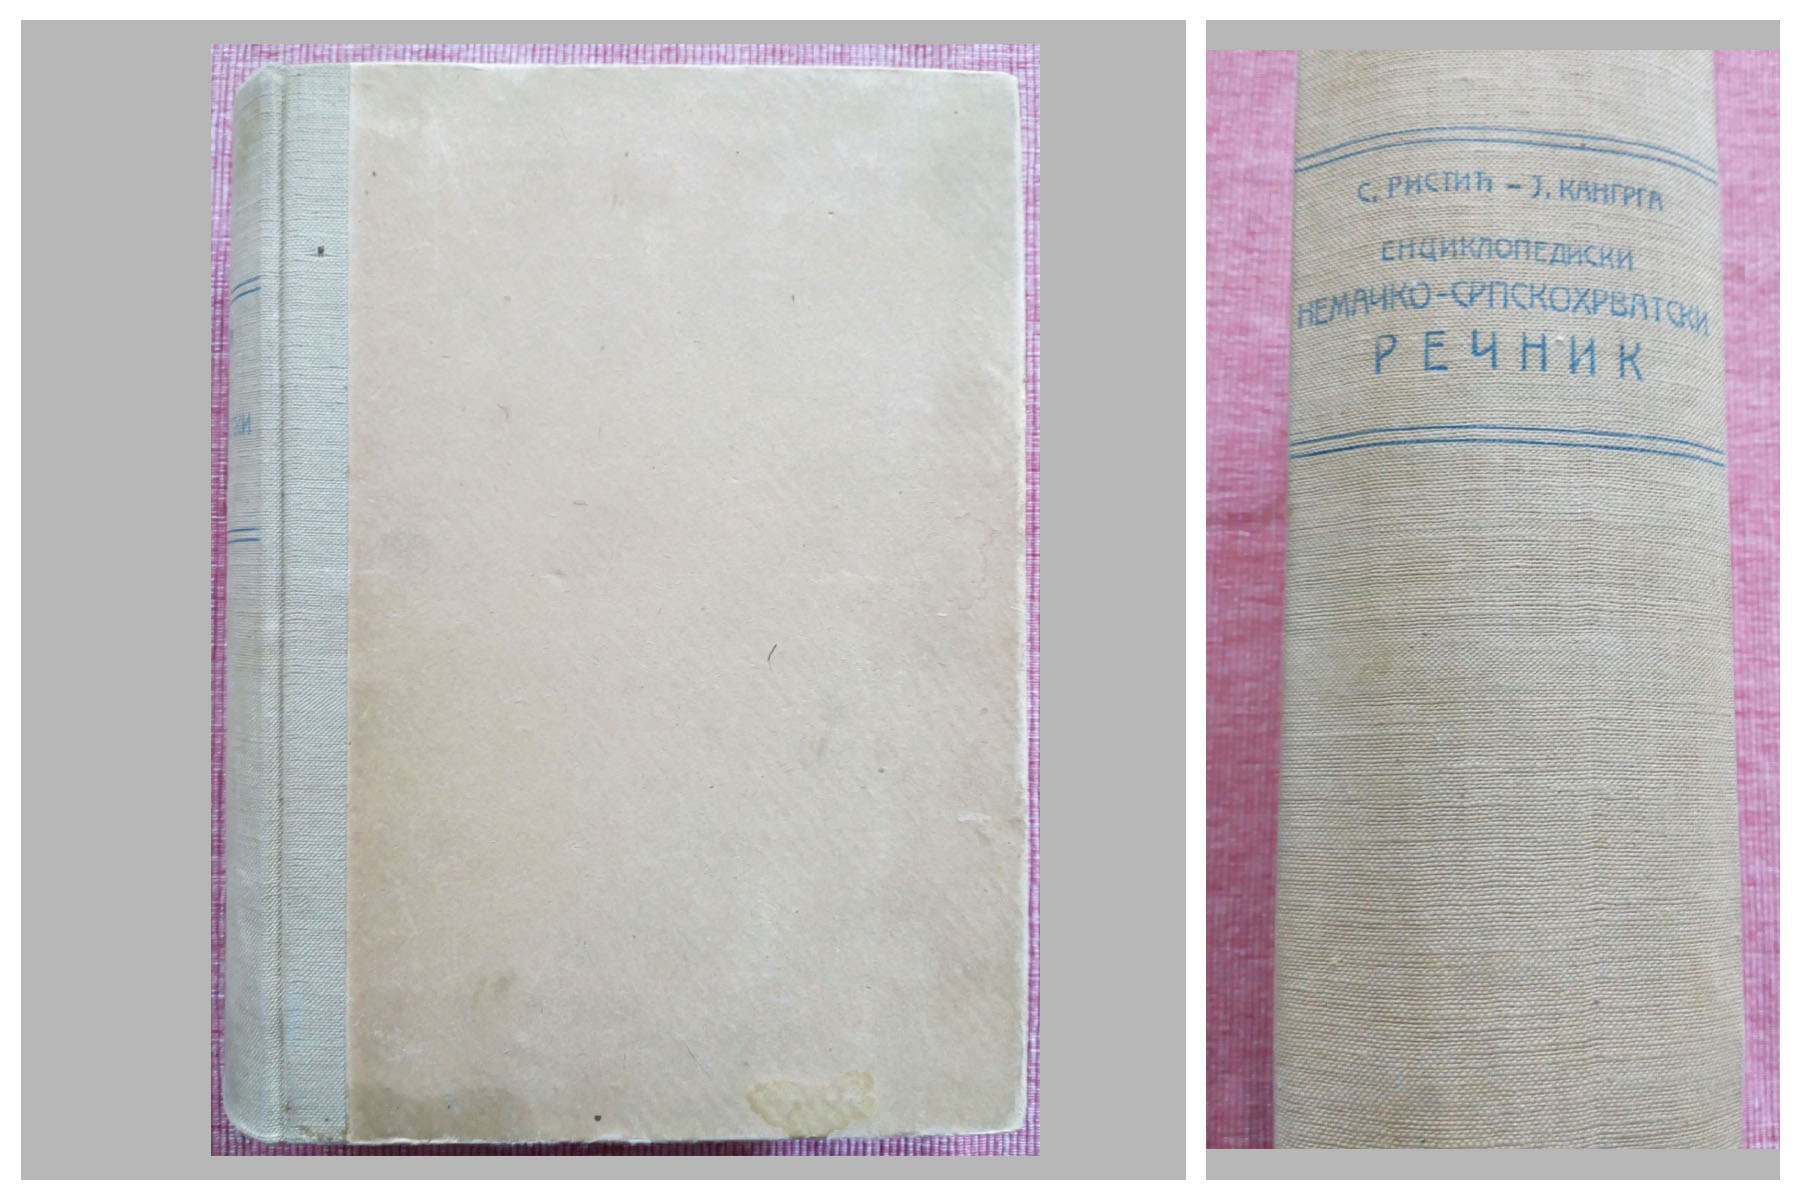 С. РИСТИЋ – Ј. КАНГРГА
ЕНЦИКЛОПЕДИСКИ
НЕМАЧКО-СРПСКОХРВАТСКИ
РЕЧНИК